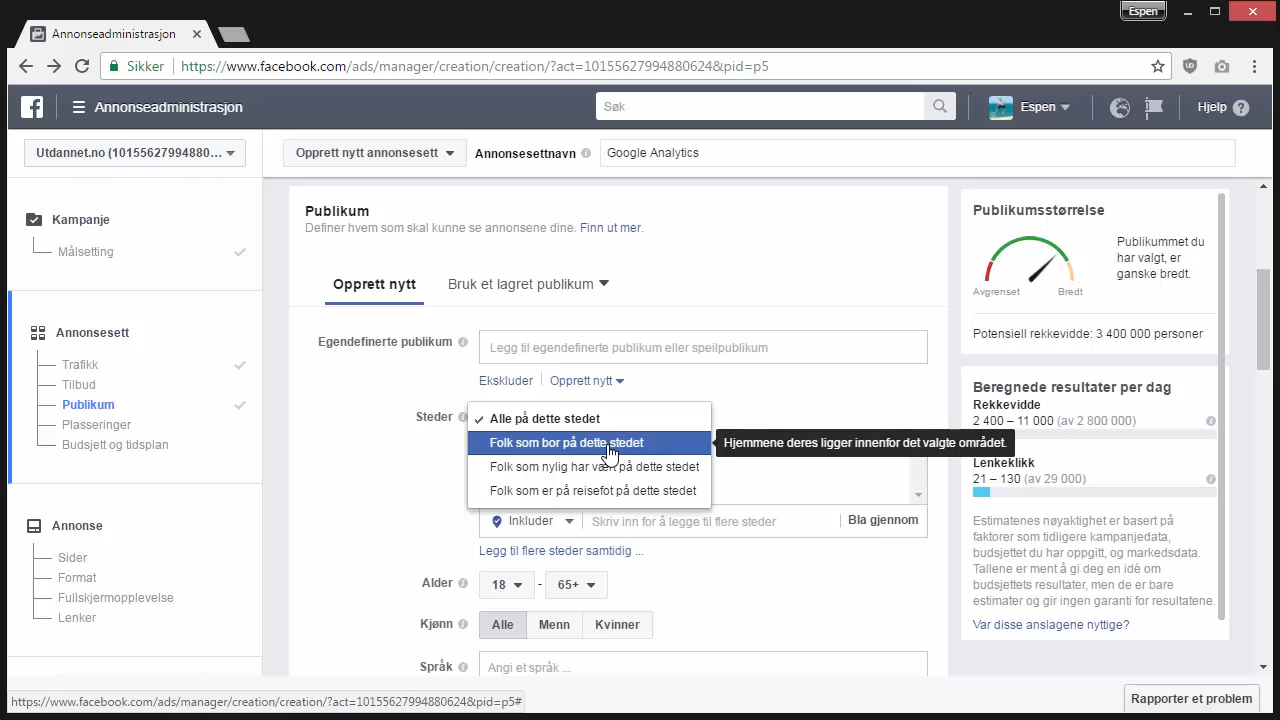 Espen
Annonseadministrasjon
Sikker
https://www.facebook.com/ads/manager/creation/creation/?act=10155627994880624&pid=p5
Annonseadministrasjon
Søk
Espen
Hjelp
Utdannet.no (10155627994880...
Opprett nytt annonsesett
Annonsesettnavn
Google Analytics
Kampanje
Målsetting
Annonsesett
Trafikk
Tilbud
Publikum
Plasseringer
Budsjett og tidsplan
Annonse
Sider
Format
Fullskjermopplevelse
Lenker
Publikum
Definer hvem som skal kunne se annonsene dine. Finn ut mer.
Opprett nytt
Bruk et lagret publikum
Egendefinerte publikum
Legg til egendefinerte publikum eller speilpublikum
Ekskluder
Opprett nytt
Steder
Alle på dette stedet
Folk som bor på dette stedet
Folk som nylig har vært på dette stedet
Folk som er på reisefot på dette stedet
Hjemmene deres ligger innenfor det valgte området.
Inkluder
Skriv inn for å legge til flere steder
Bla gjennom
Legg til flere steder samtidig ...
Alder
18
-
65+
Kjønn
Alle
Menn
Kvinner
Språk
Angi et språk ...
Publikumsstørrelse
Avgrenset
Bredt
Publikummet du
har valgt, er
ganske bredt.
Potensiell rekkevidde: 3 400 000 personer
Beregnede resultater per dag
Rekkevidde
2 400 – 11 000 (av 2 800 000)
Lenkeklikk
21 – 130 (av 29 000)
Estimatenes nøyaktighet er basert på
faktorer som tidligere kampanjedata,
budsjettet du har oppgitt, og markedsdata.
Tallene er ment å gi deg en idé om
budsjettets resultater, men de er bare
estimater og gir ingen garanti for resultatene.
Var disse anslagene nyttige?
https://www.facebook.com/ads/manager/creation/creation/?act=10155627994880624&pid=p5#
Rapporter et problem